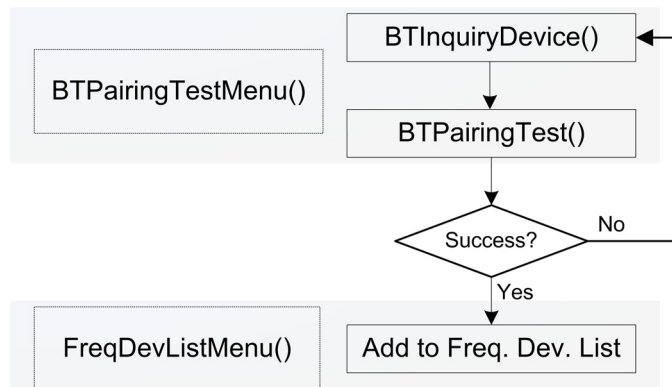 BTInquiryDevice()
BTPairingTestMenu()
BTPairingTest()
Success?
No
Yes
FreqDevListMenu()
Add to Freq. Dev. List